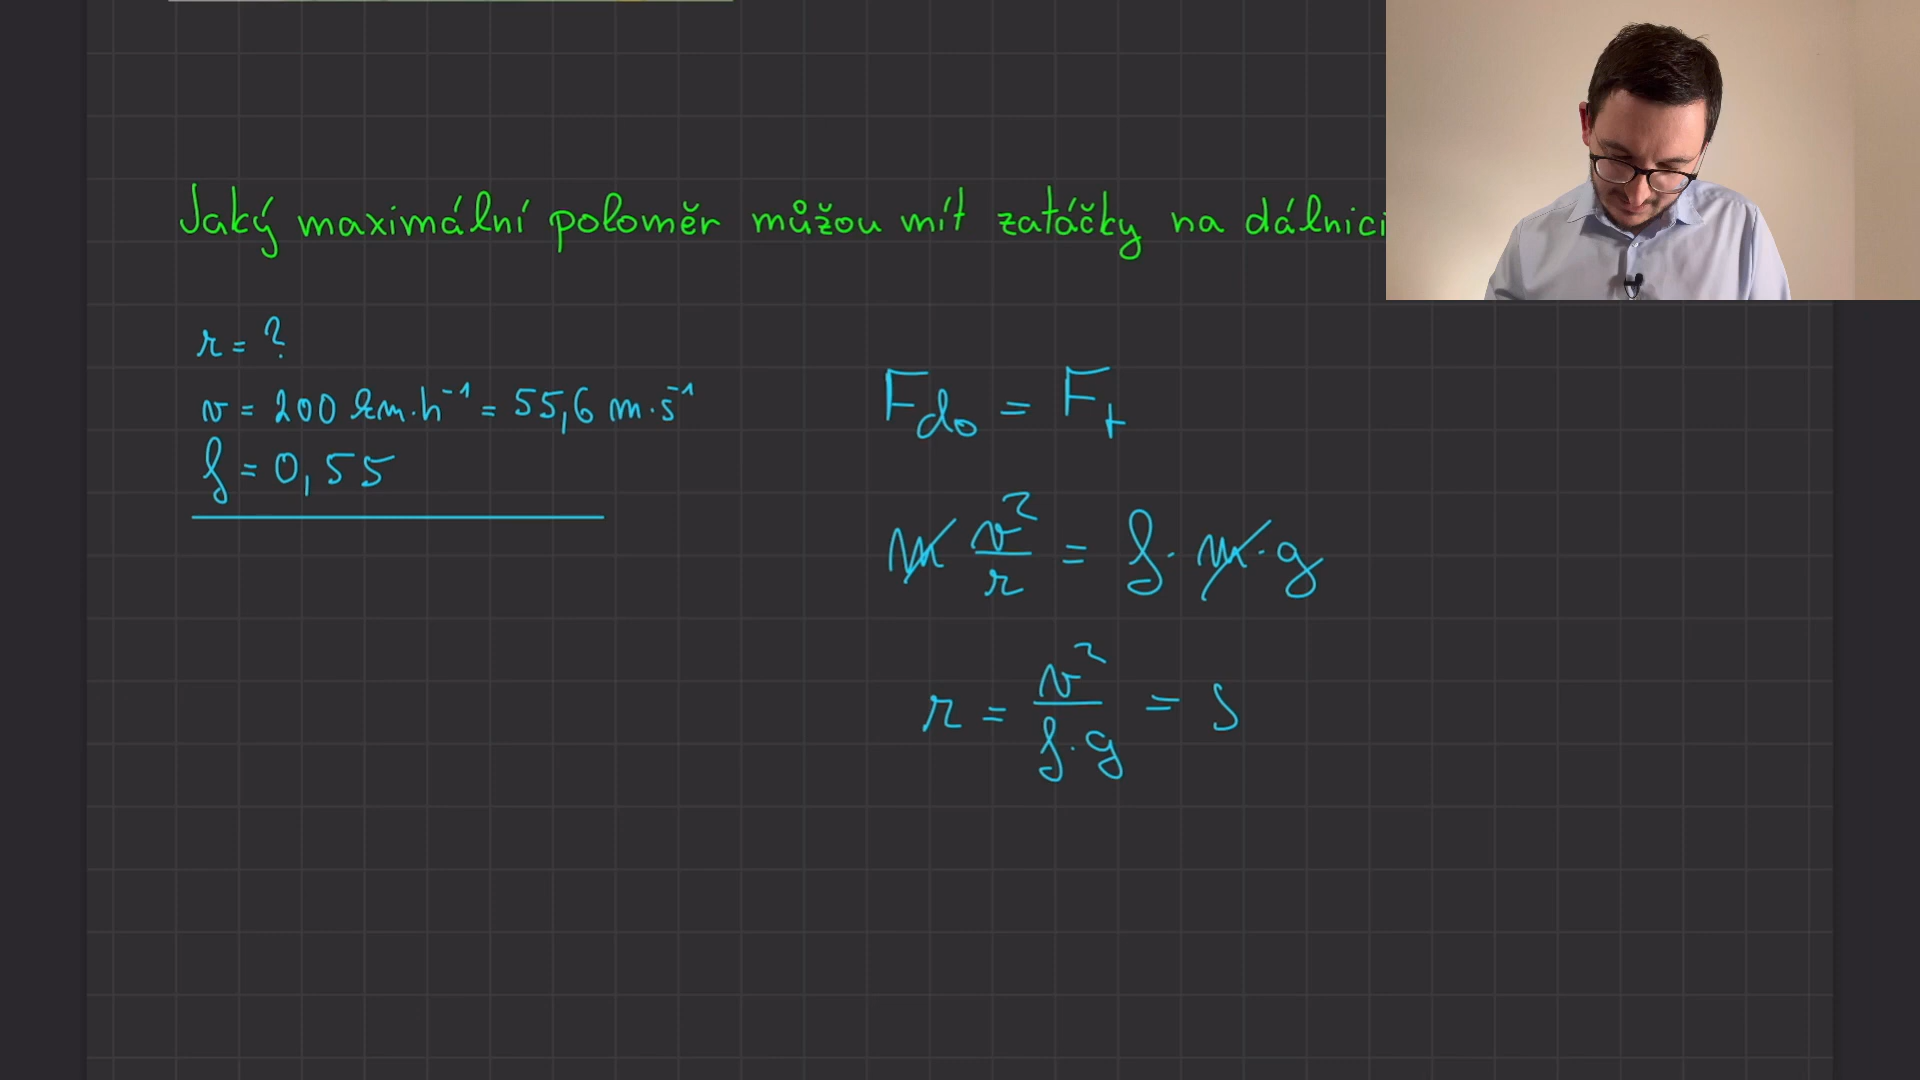 Jaký maximální poloměr můžou mít zatáčky na dálnici
r = ?
v = 200 km·h⁻¹ = 55,6 m·s⁻¹
f = 0,55
F_do = F_t
m v²/r = f · m · g
r = v²/(f·g) =